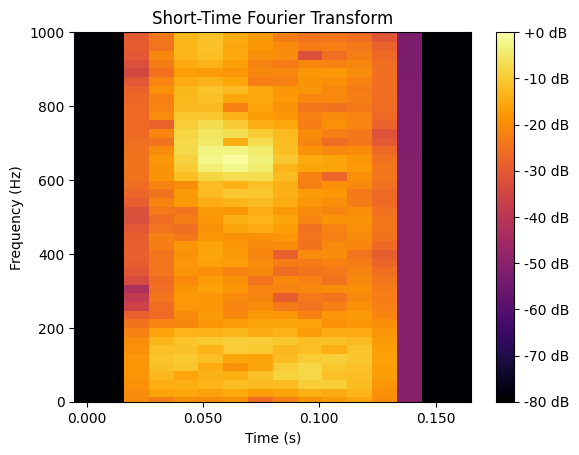 Short-Time Fourier Transform
1000
800
600
400
200
0
Frequency (Hz)
0.000
0.050
0.100
0.150
Time (s)
+0 dB
-10 dB
-20 dB
-30 dB
-40 dB
-50 dB
-60 dB
-70 dB
-80 dB